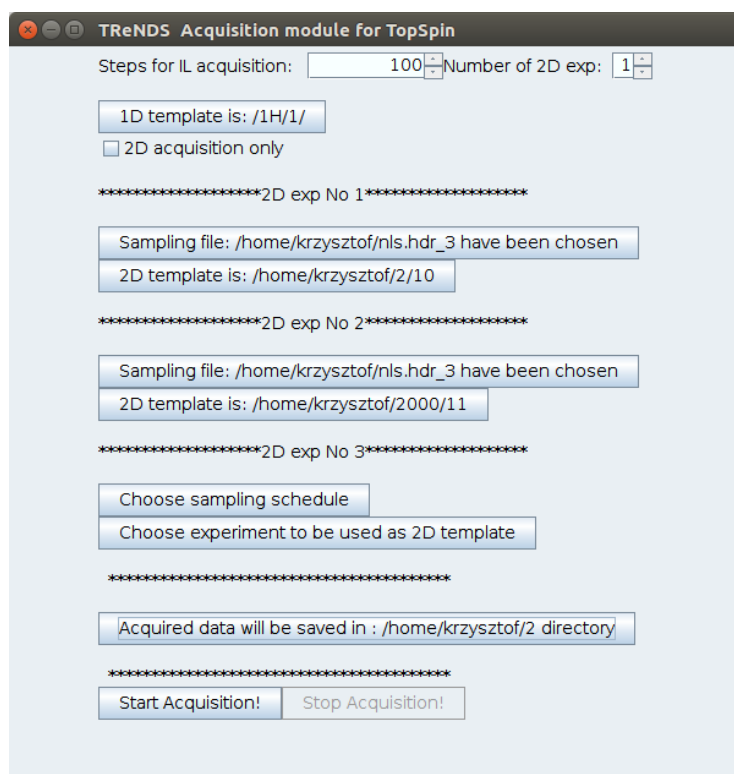 TReNDS Acquisition module for TopSpin
Steps for IL acquisition: 100 Number of 2D exp: 1
1D template is: /1H/1/
2D acquisition only
*******************2D exp No 1*******************
Sampling file: /home/krzysztof/nls.hdr_3 have been chosen
2D template is: /home/krzysztof/2/10
*******************2D exp No 2*******************
Sampling file: /home/krzysztof/nls.hdr_3 have been chosen
2D template is: /home/krzysztof/2000/11
*******************2D exp No 3*******************
Choose sampling schedule
Choose experiment to be used as 2D template
****************************************
Acquired data will be saved in : /home/krzysztof/2 directory
****************************************
Start Acquisition! Stop Acquisition!